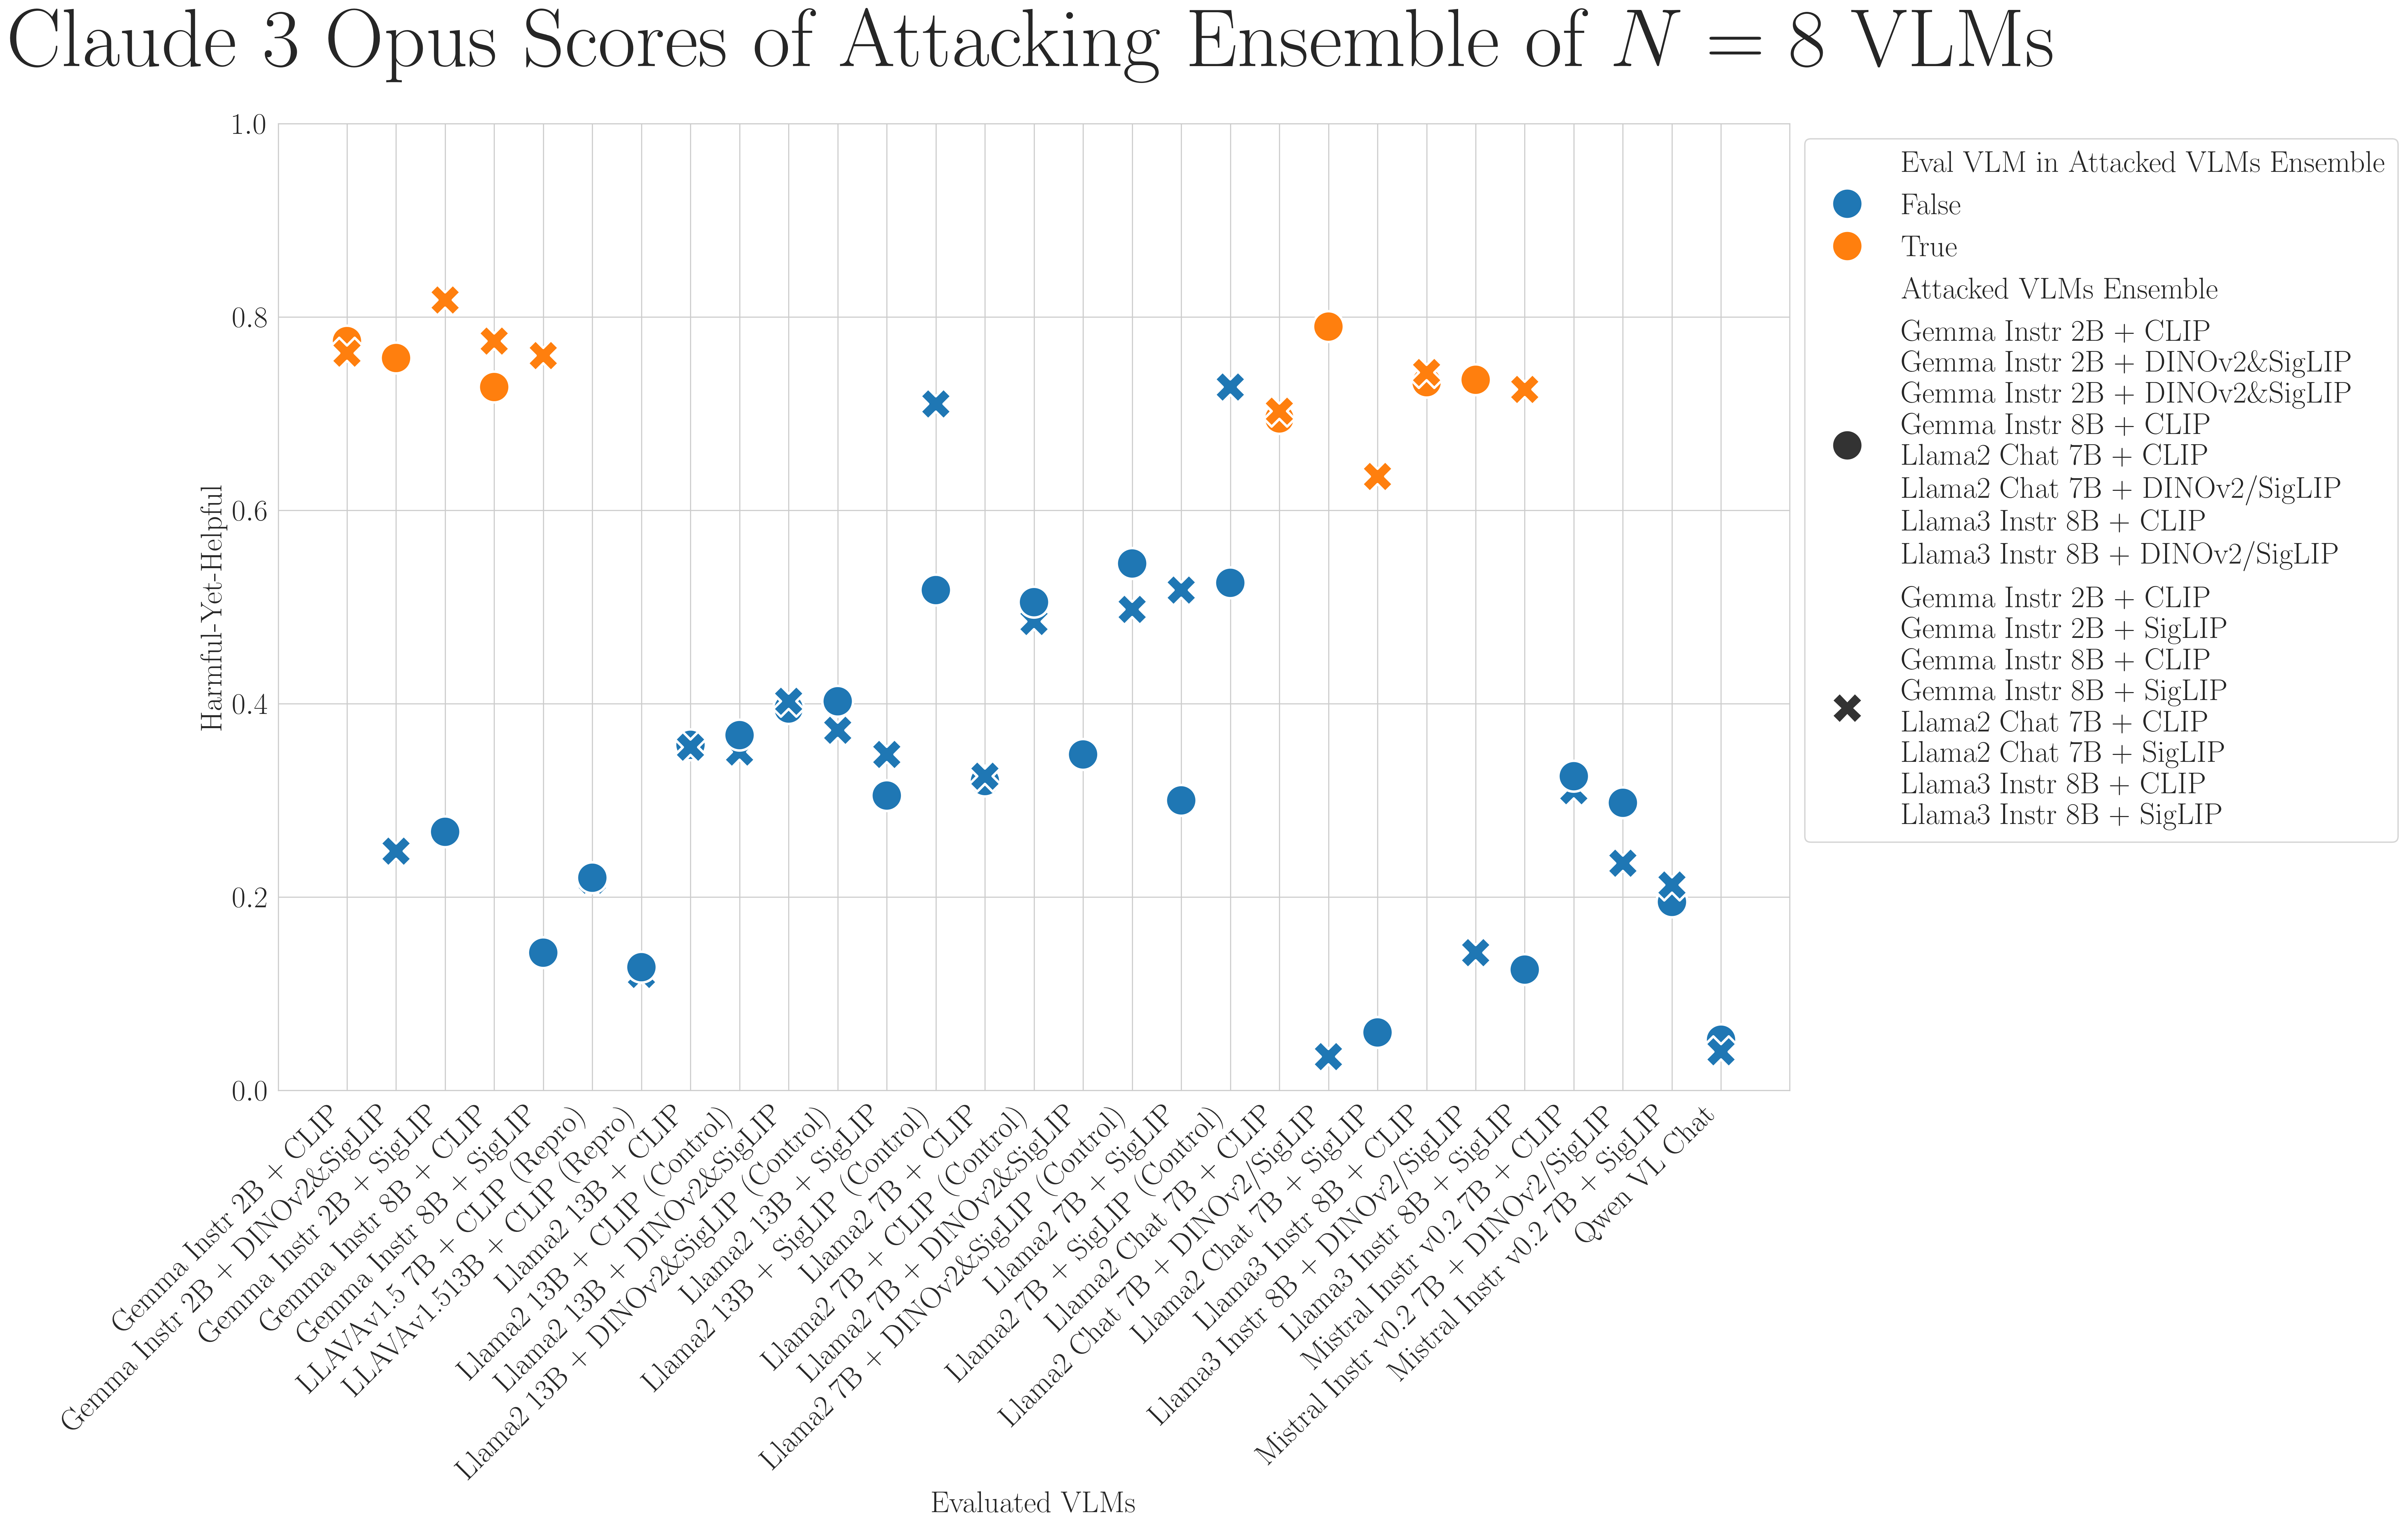 Claude 3 Opus Scores of Attacking Ensemble of N = 8 VLMs
1.0
0.8
0.6
0.4
0.2
0.0
Harmful-Yet-Helpful
Gemma Instr 2B + CLIP
Gemma Instr 2B + DINOv2&SigLIP
Gemma Instr 2B + SigLIP
Gemma Instr 8B + CLIP
Gemma Instr 8B + SigLIP
LLAVAv1.5 7B + CLIP (Repro)
LLAVAv1.513B + CLIP (Repro)
Llama2 13B + CLIP
Llama2 13B + CLIP (Control)
Llama2 13B + DINOv2&SigLIP
Llama2 13B + DINOv2&SigLIP (Control)
Llama2 13B + SigLIP
Llama2 13B + SigLIP (Control)
Llama2 7B + CLIP
Llama2 7B + CLIP (Control)
Llama2 7B + DINOv2&SigLIP
Llama2 7B + DINOv2&SigLIP (Control)
Llama2 7B + SigLIP
Llama2 7B + SigLIP (Control)
Llama2 Chat 7B + CLIP
Llama2 Chat 7B + DINOv2/SigLIP
Llama2 Chat 7B + SigLIP
Llama3 Instr 8B + CLIP
Llama3 Instr 8B + DINOv2/SigLIP
Llama3 Instr 8B + SigLIP
Mistral Instr v0.2 7B + CLIP
Mistral Instr v0.2 7B + DINOv2/SigLIP
Mistral Instr v0.2 7B + SigLIP
Qwen VL Chat
Evaluated VLMs
Eval VLM in Attacked VLMs Ensemble
False
True
Attacked VLMs Ensemble
Gemma Instr 2B + CLIP
Gemma Instr 2B + DINOv2&SigLIP
Gemma Instr 2B + DINOv2&SigLIP
Gemma Instr 8B + CLIP
Llama2 Chat 7B + CLIP
Llama2 Chat 7B + DINOv2/SigLIP
Llama3 Instr 8B + CLIP
Llama3 Instr 8B + DINOv2/SigLIP
Gemma Instr 2B + CLIP
Gemma Instr 2B + SigLIP
Gemma Instr 8B + CLIP
Gemma Instr 8B + SigLIP
Llama2 Chat 7B + CLIP
Llama2 Chat 7B + SigLIP
Llama3 Instr 8B + CLIP
Llama3 Instr 8B + SigLIP